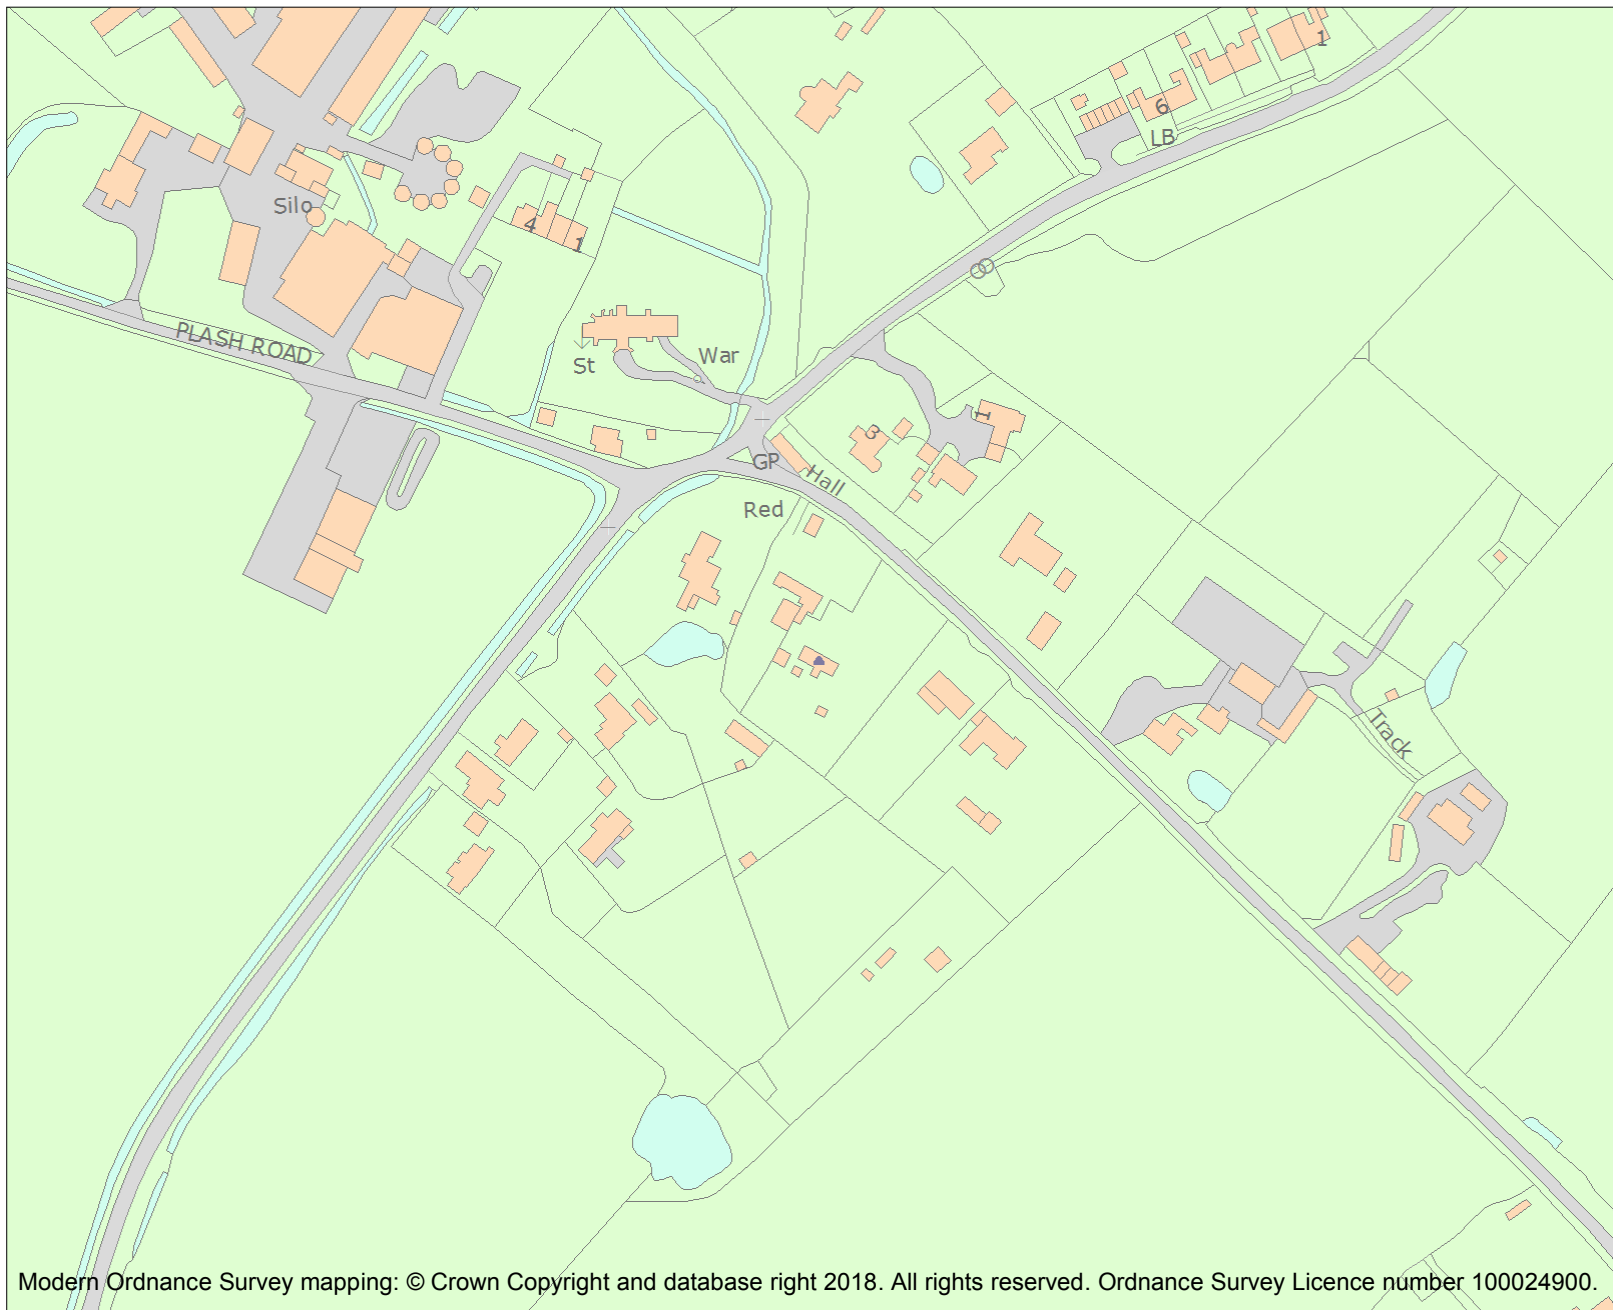 1
6
LB
Silo
4
1
PLASH ROAD
War
St
1
3
GP
Hall
Red
Track
Modern Ordnance Survey mapping: © Crown Copyright and database right 2018. All rights reserved. Ordnance Survey Licence number 100024900.